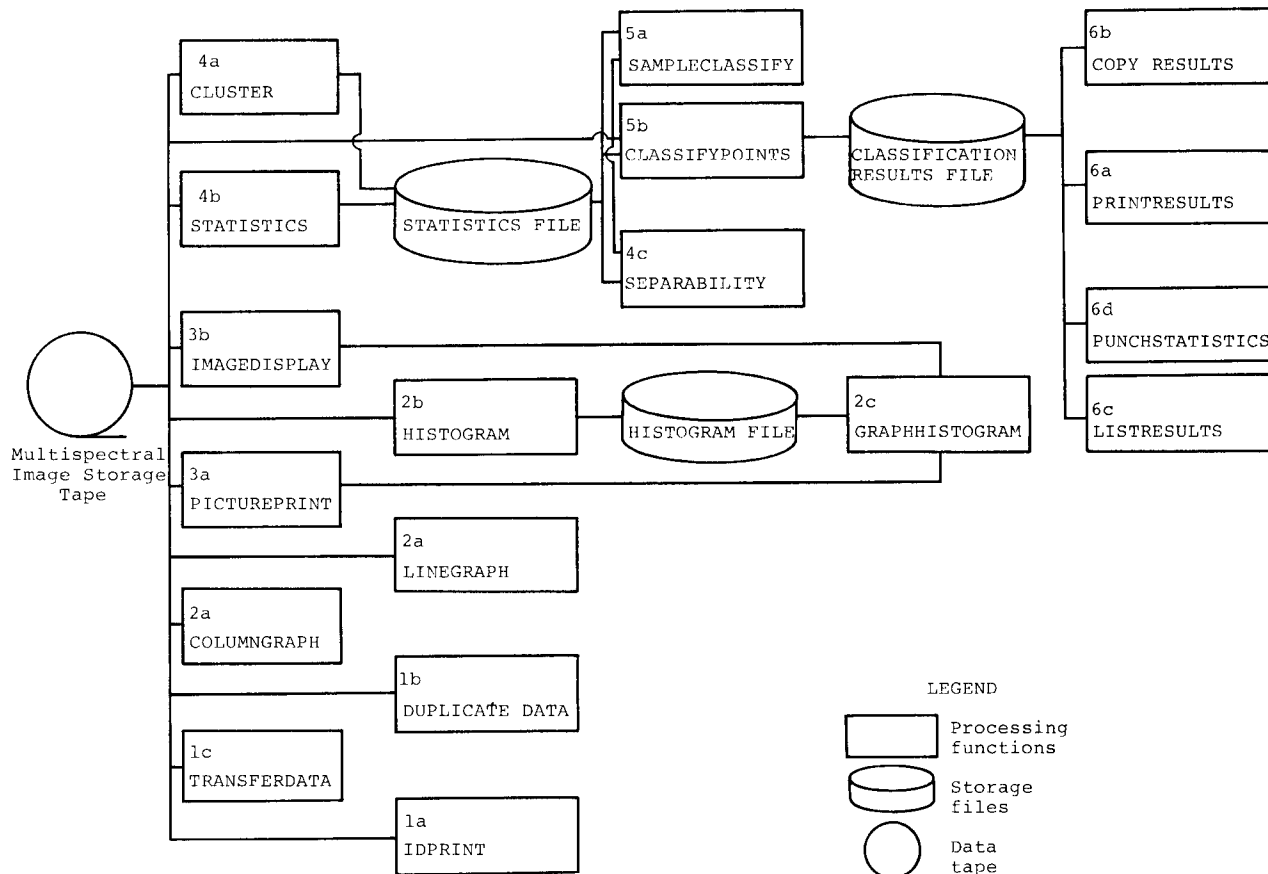 4a
CLUSTER
4b
STATISTICS
STATISTICS FILE
5a
SAMPLECLASSIFY
5b
CLASSIFYPOINTS
4c
SEPARABILITY
CLASSIFICATION
RESULTS FILE
6b
COPY RESULTS
6a
PRINTRESULTS
6d
PUNCHSTATISTICS
6c
LISTRESULTS
Multispectral
Image Storage
Tape
3b
IMAGEDISPLAY
2b
HISTOGRAM
HISTOGRAM FILE
2c
GRAPHHISTOGRAM
3a
PICTUREPRINT
2a
LINEGRAPH
2a
COLUMNGRAPH
1b
DUPLICATE DATA
1c
TRANSFERDATA
1a
IDPRINT
LEGEND
Processing
functions
Storage
files
Data
tape